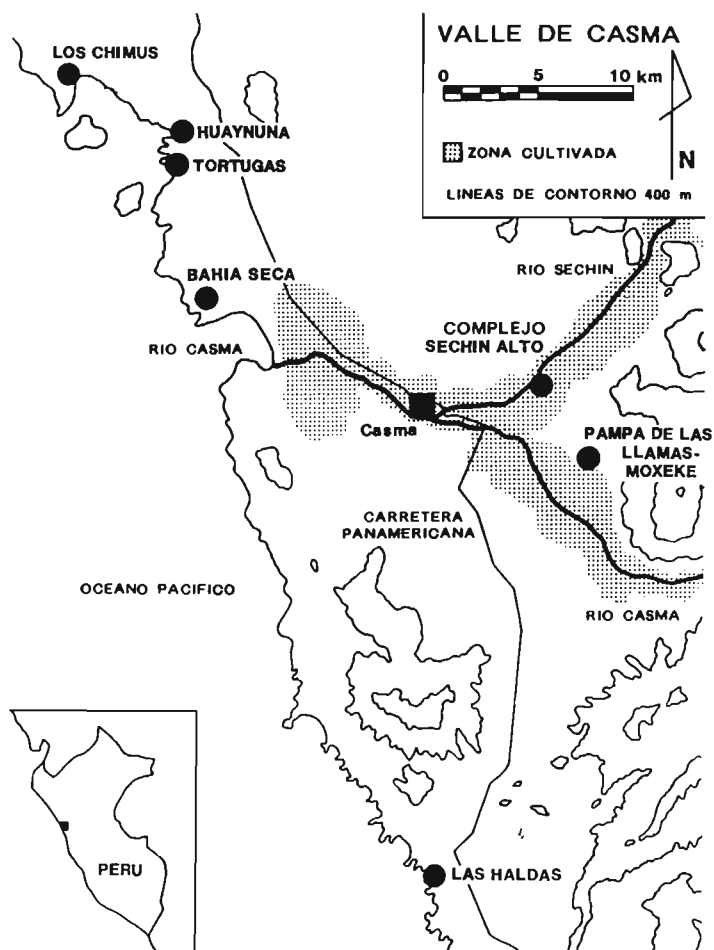 VALLE DE CASMA
0 5 10 km
ZONA CULTIVADA
N
LINEAS DE CONTORNO 400 m
LOS CHIMUS
HUAYNUNA
TORTUGAS
BAHIA SECA
RIO SECHIN
RIO CASMA
COMPLEJO
SECHIN ALTO
Casma
PAMPA DE LAS
LLAMAS-
MOXEKE
CARRETERA
PANAMERICANA
OCEANO PACIFICO
RIO CASMA
PERU
LAS HALDAS